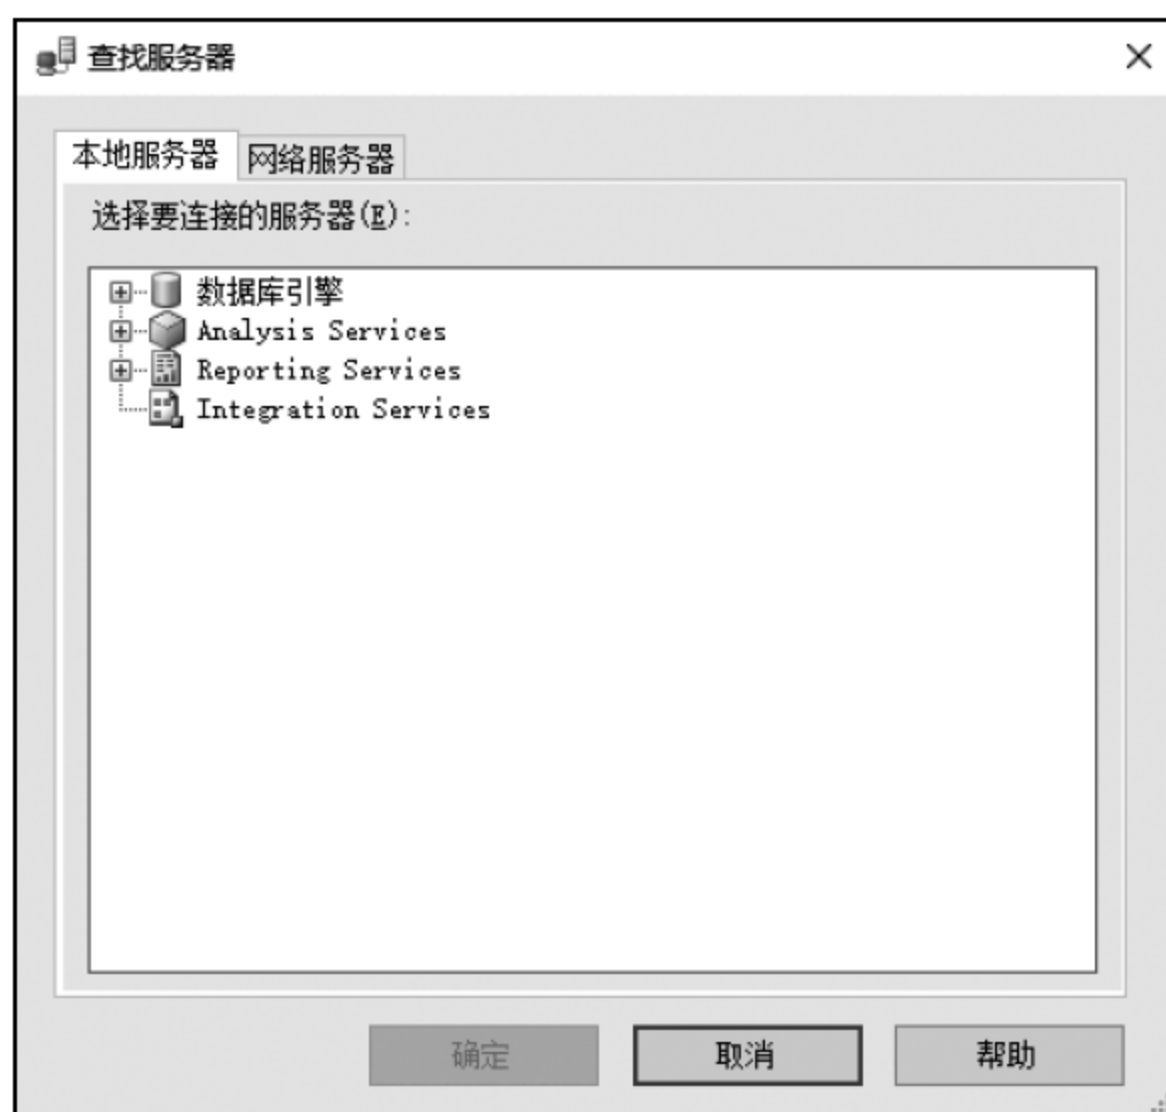 查找服务器
本地服务器 网络服务器
选择要连接的服务器(E):
数据库引擎
Analysis Services
Reporting Services
Integration Services
确定 取消 帮助